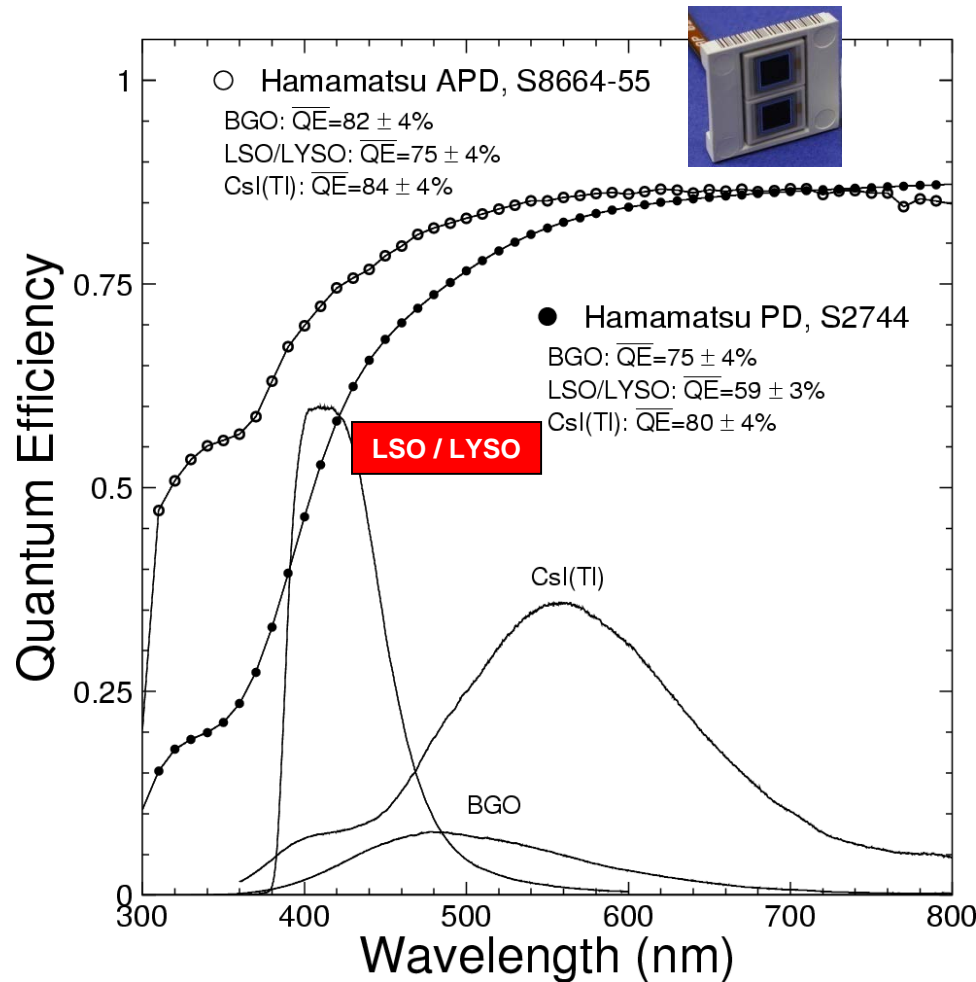 Hamamatsu APD, S8664-55
BGO: QE=82 ± 4%
LSO/LYSO: QE=75 ± 4%
CsI(Tl): QE=84 ± 4%
Hamamatsu PD, S2744
BGO: QE=75 ± 4%
LSO/LYSO: QE=59 ± 3%
CsI(Tl): QE=80 ± 4%
LSO / LYSO
CsI(Tl)
BGO
Quantum Efficiency
1
0.75
0.5
0.25
0
300 400 500 600 700 800
Wavelength (nm)